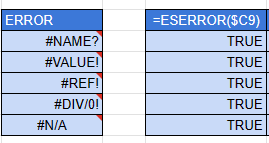 ERROR =ESERROR($C9)
#NAME? TRUE
#VALUE! TRUE
#REF! TRUE
#DIV/0! TRUE
#N/A TRUE